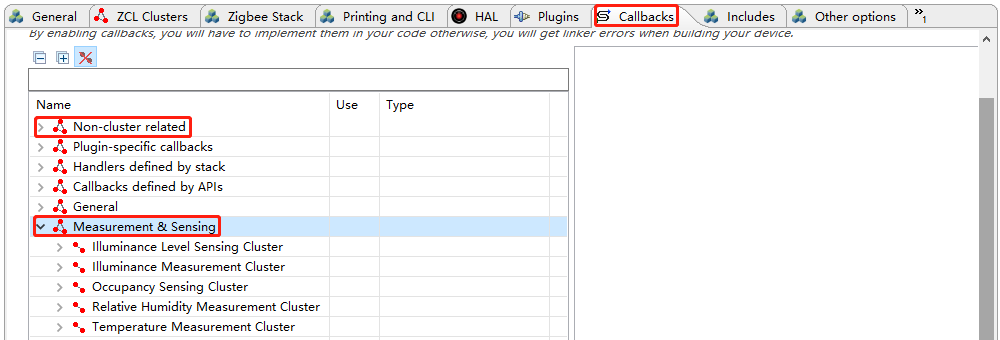 General ZCL Clusters Zigbee Stack Printing and CLI HAL Plugins Callbacks Includes Other options »1
By enabling callbacks, you will have to implement them in your code otherwise, you will get linker errors when building your device.
Name Use Type
Non-cluster related
Plugin-specific callbacks
Handlers defined by stack
Callbacks defined by APIs
General
Measurement & Sensing
Illuminance Level Sensing Cluster
Illuminance Measurement Cluster
Occupancy Sensing Cluster
Relative Humidity Measurement Cluster
Temperature Measurement Cluster